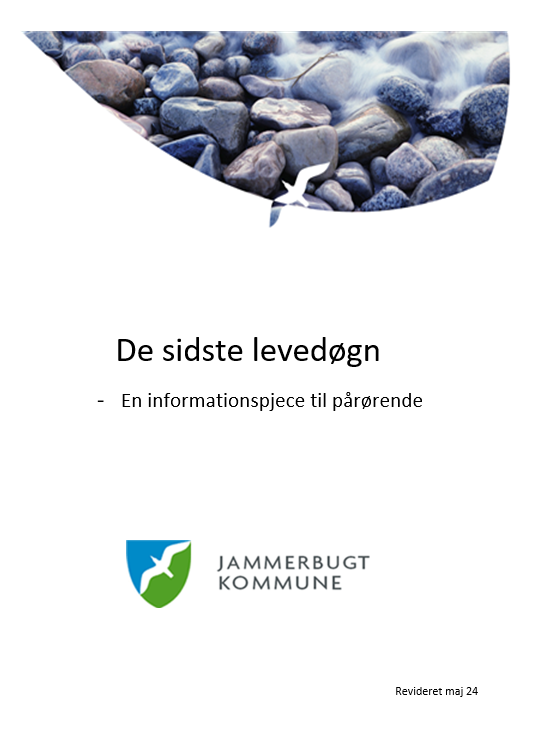 De sidste levedøgn
- En informationspjece til pårørende
JAMMERBUGT
KOMMUNE
Revideret maj 24